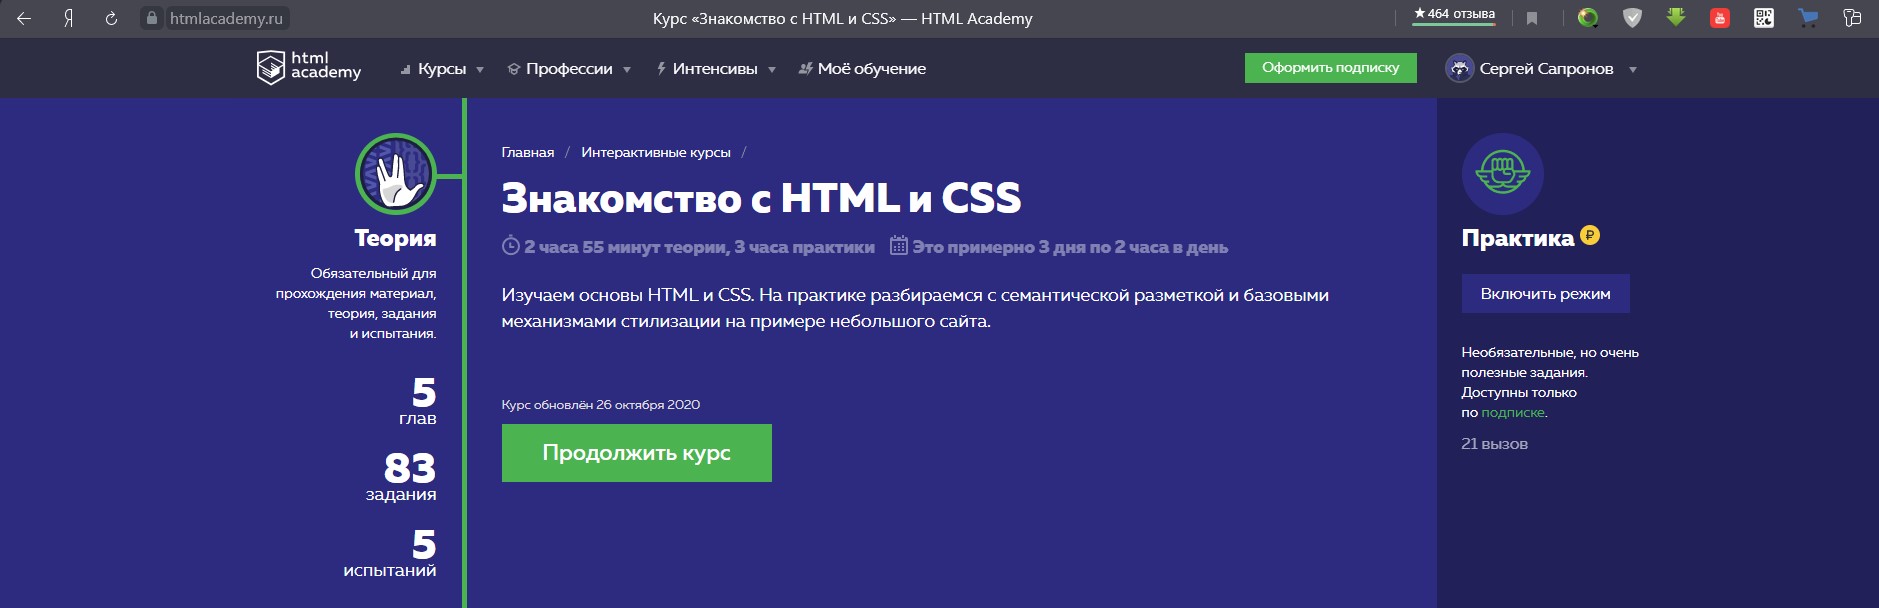 htmlacademy.ru
Курс «Знакомство с HTML и CSS» — HTML Academy
★ 464 отзыва
html
academy
Курсы
Профессии
Интенсивы
Моё обучение
Оформить подписку
Сергей Сапронов
Теория
Обязательный для
прохождения материал,
теория, задания
и испытания.
5
глав
83
задания
5
испытаний
Главная / Интерактивные курсы /
Знакомство с HTML и CSS
2 часа 55 минут теории, 3 часа практики
Это примерно 3 дня по 2 часа в день
Изучаем основы HTML и CSS. На практике разбираемся с семантической разметкой и базовыми
механизмами стилизации на примере небольшого сайта.
Курс обновлён 26 октября 2020
Продолжить курс
Практика ₽
Включить режим
Необязательные, но очень
полезные задания.
Доступны только
по подписке.
21 вызов